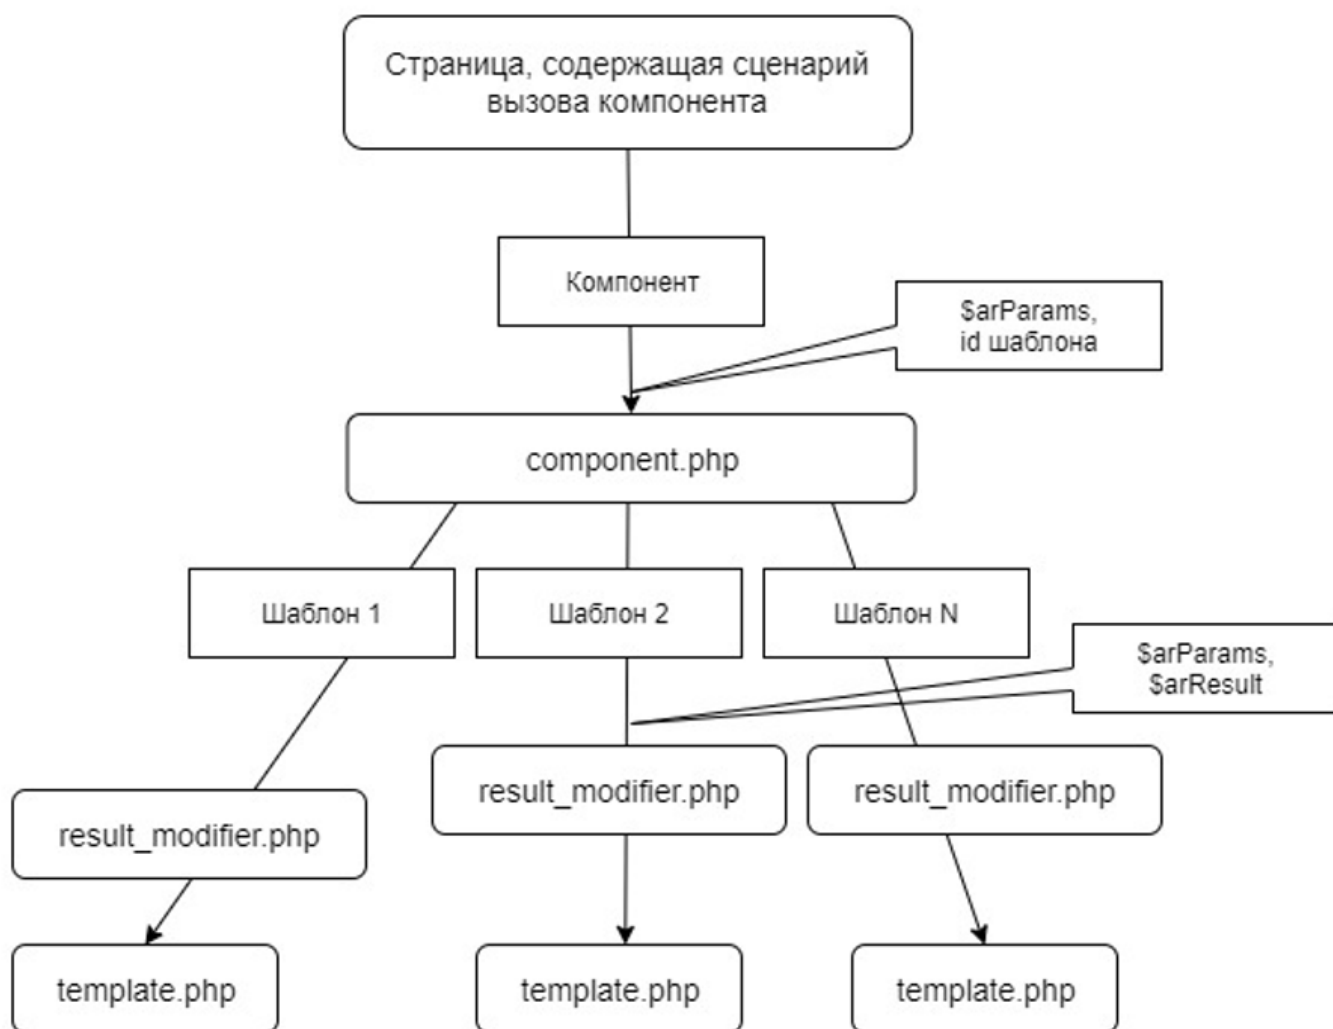 Страница, содержащая сценарий
вызова компонента
Компонент
$arParams,
id шаблона
component.php
Шаблон 1
Шаблон 2
Шаблон N
$arParams,
$arResult
result_modifier.php
result_modifier.php
result_modifier.php
template.php
template.php
template.php